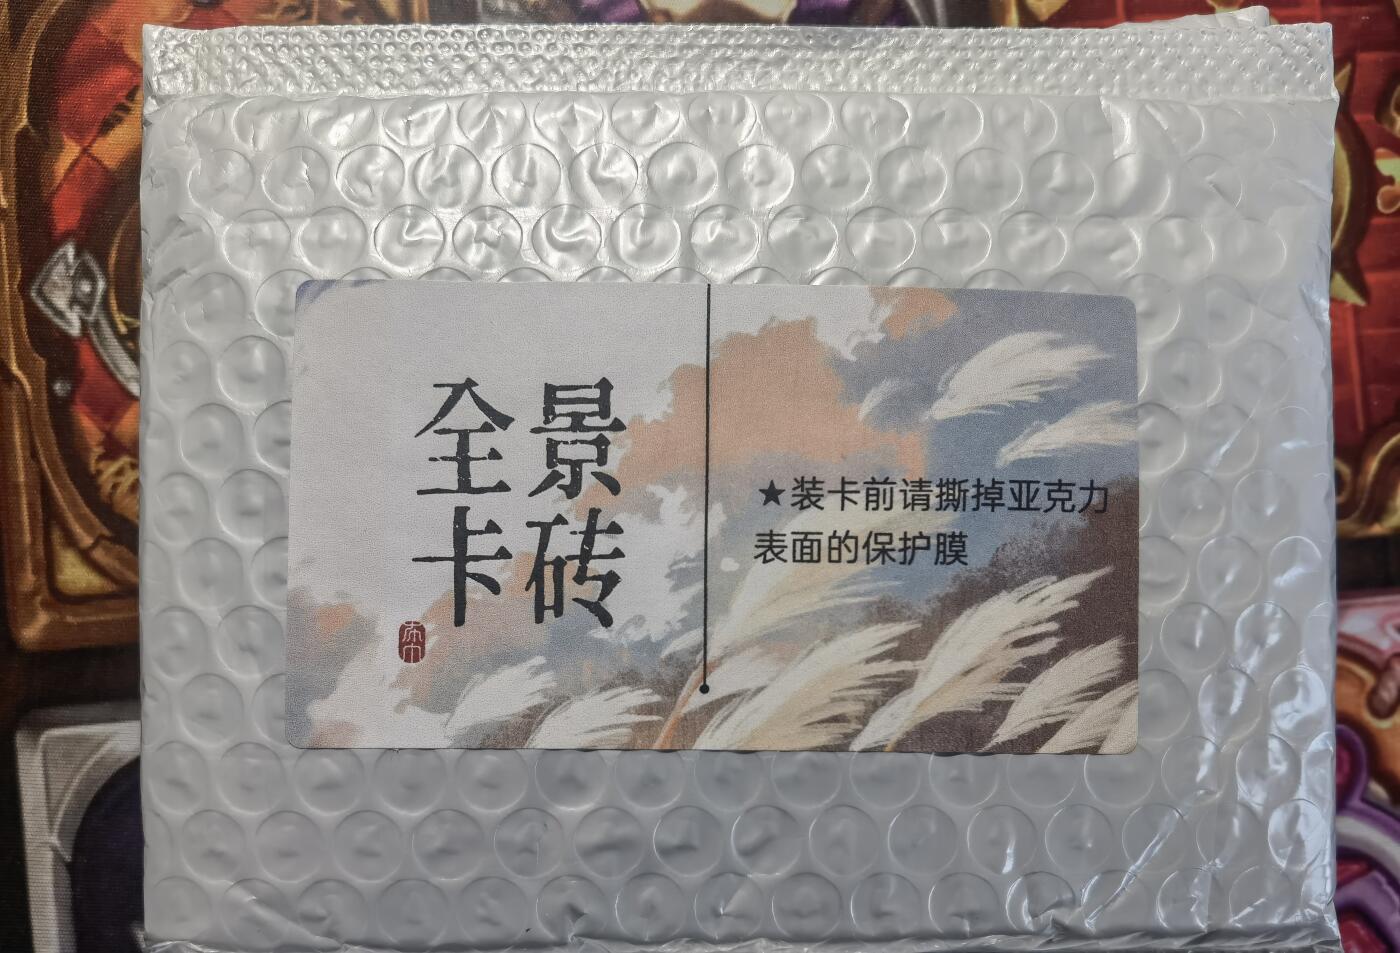 全景
卡砖
★装卡前请撕掉亚克力
表面的保护膜